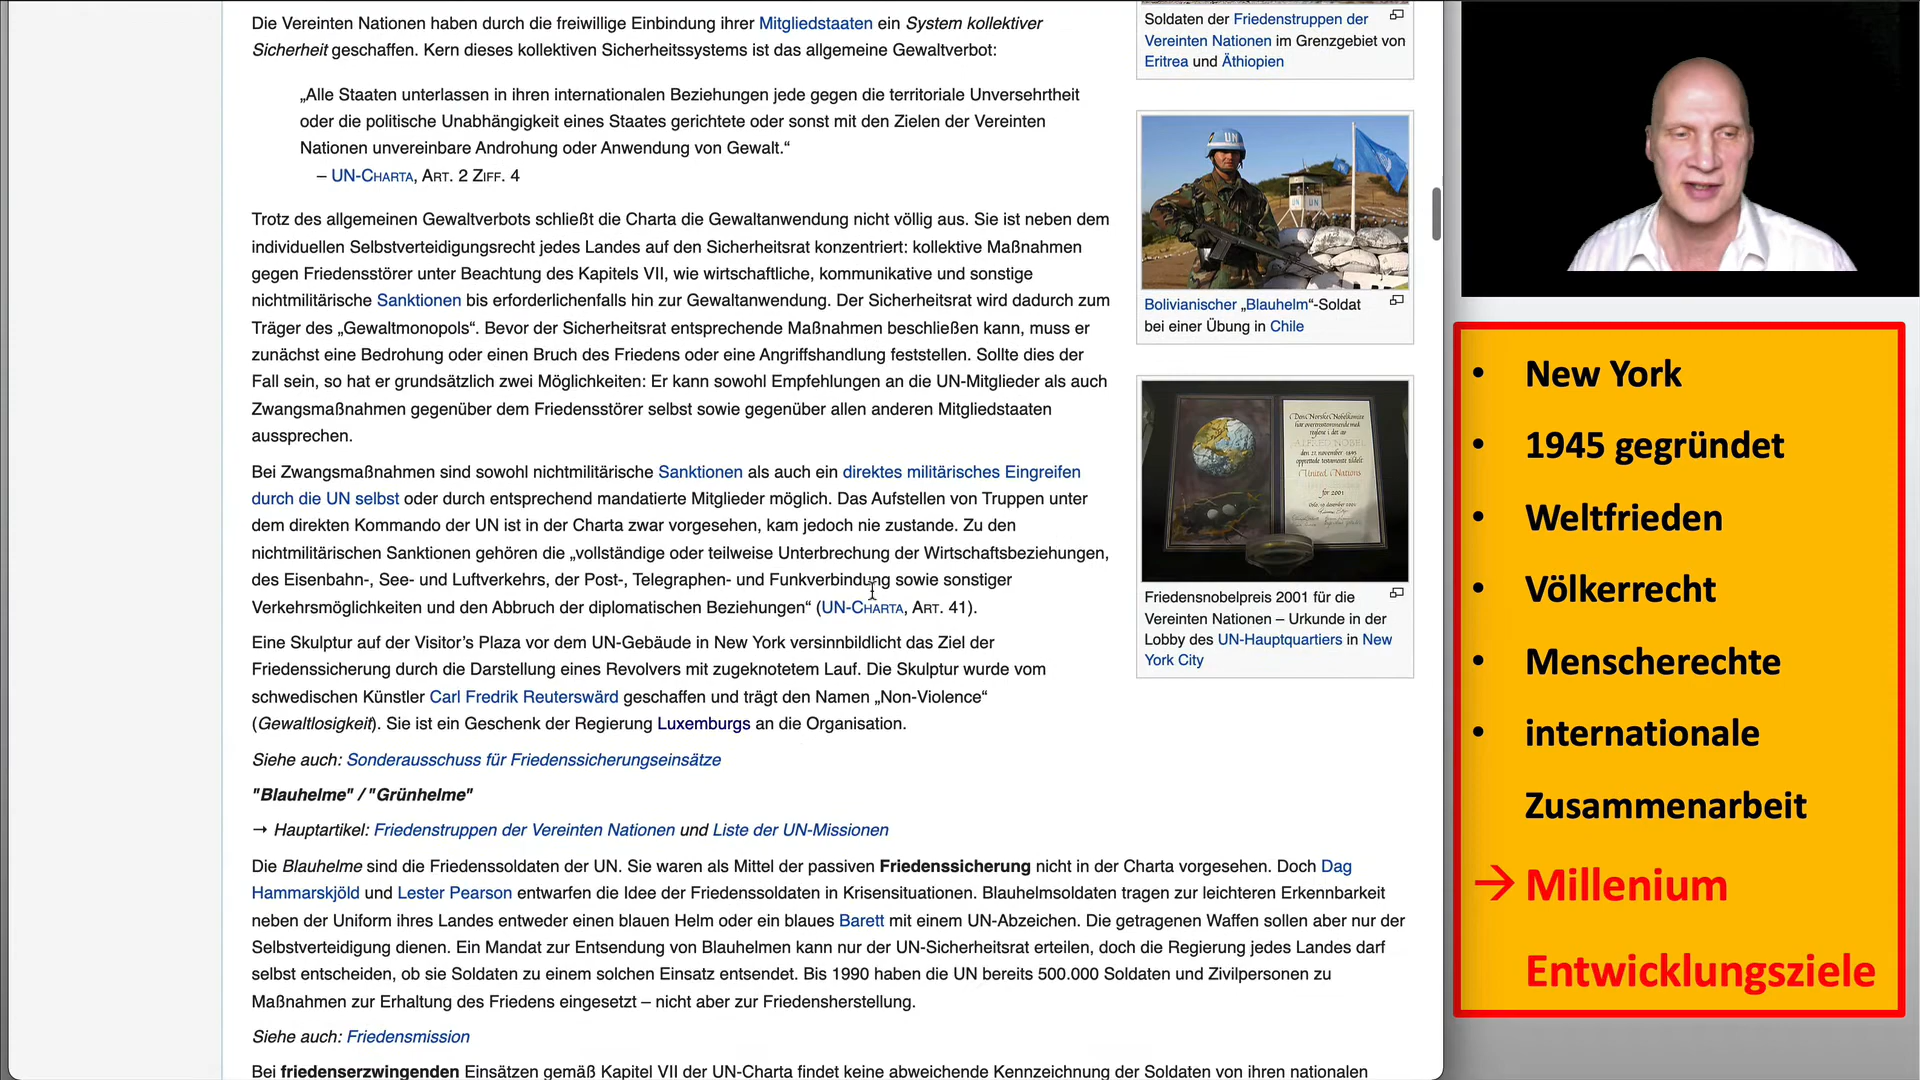 Die Vereinten Nationen haben durch die freiwillige Einbindung ihrer Mitgliedstaaten ein System kollektiver
Sicherheit geschaffen. Kern dieses kollektiven Sicherheitssystems ist das allgemeine Gewaltverbot:
„Alle Staaten unterlassen in ihren internationalen Beziehungen jede gegen die territoriale Unversehrtheit
oder die politische Unabhängigkeit eines Staates gerichtete oder sonst mit den Zielen der Vereinten
Nationen unvereinbare Androhung oder Anwendung von Gewalt.“
– UN-CHARTA, ART. 2 ZIFF. 4
Trotz des allgemeinen Gewaltverbots schließt die Charta die Gewaltanwendung nicht völlig aus. Sie ist neben dem
individuellen Selbstverteidigungsrecht jedes Landes auf den Sicherheitsrat konzentriert: kollektive Maßnahmen
gegen Friedensstörer unter Beachtung des Kapitels VII, wie wirtschaftliche, kommunikative und sonstige
nichtmilitärische Sanktionen bis erforderlichenfalls hin zur Gewaltanwendung. Der Sicherheitsrat wird dadurch zum
Träger des „Gewaltmonopols“. Bevor der Sicherheitsrat entsprechende Maßnahmen beschließen kann, muss er
zunächst eine Bedrohung oder einen Bruch des Friedens oder eine Angriffshandlung feststellen. Sollte dies der
Fall sein, so hat er grundsätzlich zwei Möglichkeiten: Er kann sowohl Empfehlungen an die UN-Mitglieder als auch
Zwangsmaßnahmen gegenüber dem Friedensstörer selbst sowie gegenüber allen anderen Mitgliedstaaten
aussprechen.
Bei Zwangsmaßnahmen sind sowohl nichtmilitärische Sanktionen als auch ein direktes militärisches Eingreifen
durch die UN selbst oder durch entsprechend mandatierte Mitglieder möglich. Das Aufstellen von Truppen unter
dem direkten Kommando der UN ist in der Charta zwar vorgesehen, kam jedoch nie zustande. Zu den
nichtmilitärischen Sanktionen gehören die „vollständige oder teilweise Unterbrechung der Wirtschaftsbeziehungen,
des Eisenbahn-, See- und Luftverkehrs, der Post-, Telegraphen- und Funkverbindung sowie sonstiger
Verkehrsmöglichkeiten und den Abbruch der diplomatischen Beziehungen“ (UN-CHARTA, ART. 41).
Eine Skulptur auf der Visitor’s Plaza vor dem UN-Gebäude in New York versinnbildlicht das Ziel der
Friedenssicherung durch die Darstellung eines Revolvers mit zugeknotetem Lauf. Die Skulptur wurde vom
schwedischen Künstler Carl Fredrik Reuterswärd geschaffen und trägt den Namen „Non-Violence“
(Gewaltlosigkeit). Sie ist ein Geschenk der Regierung Luxemburgs an die Organisation.
Siehe auch: Sonderausschuss für Friedenssicherungseinsätze
"Blauhelme" / "Grünhelme"
→ Hauptartikel: Friedenstruppen der Vereinten Nationen und Liste der UN-Missionen
Die Blauhelme sind die Friedenssoldaten der UN. Sie waren als Mittel der passiven Friedenssicherung nicht in der Charta vorgesehen. Doch Dag
Hammarskjöld und Lester Pearson entwarfen die Idee der Friedenssoldaten in Krisensituationen. Blauhelmsoldaten tragen zur leichteren Erkennbarkeit
neben der Uniform ihres Landes entweder einen blauen Helm oder ein blaues Barett mit einem UN-Abzeichen. Die getragenen Waffen sollen aber nur der
Selbstverteidigung dienen. Ein Mandat zur Entsendung von Blauhelmen kann nur der UN-Sicherheitsrat erteilen, doch die Regierung jedes Landes darf
selbst entscheiden, ob sie Soldaten zu einem solchen Einsatz entsendet. Bis 1990 haben die UN bereits 500.000 Soldaten und Zivilpersonen zu
Maßnahmen zur Erhaltung des Friedens eingesetzt – nicht aber zur Friedensherstellung.
Siehe auch: Friedensmission
Bei friedenserzwingenden Einsätzen gemäß Kapitel VII der UN-Charta findet keine abweichende Kennzeichnung der Soldaten von ihren nationalen
Soldaten der Friedenstruppen der
Vereinten Nationen im Grenzgebiet von
Eritrea und Äthiopien
UN
UN UN
Bolivianischer „Blauhelm“-Soldat
bei einer Übung in Chile
Den Norske Nobelkomite
har overensstemmende med
regler i det av
ALFRED NOBEL
den 27. november 1895
opprettede testamente tildelt
United Nations
for 2001
Friedensnobelpreis 2001 für die
Vereinten Nationen – Urkunde in der
Lobby des UN-Hauptquartiers in New
York City
• New York
• 1945 gegründet
• Weltfrieden
• Völkerrecht
• Menscherechte
• internationale
Zusammenarbeit
→ Millenium
Entwicklungsziele